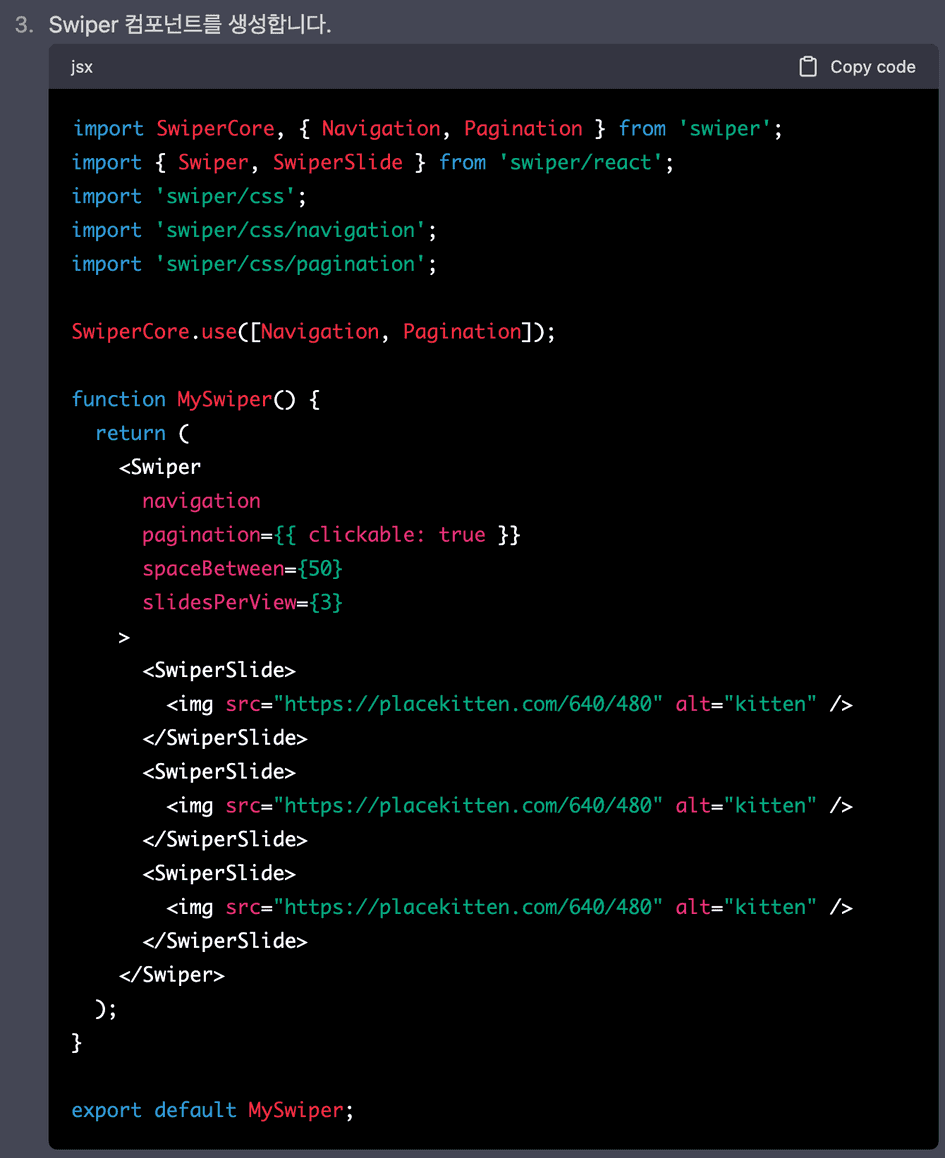 3. Swiper 컴포넌트를 생성합니다.
jsx
Copy code
import SwiperCore, { Navigation, Pagination } from 'swiper';
import { Swiper, SwiperSlide } from 'swiper/react';
import 'swiper/css';
import 'swiper/css/navigation';
import 'swiper/css/pagination';
SwiperCore.use([Navigation, Pagination]);
function MySwiper() {
  return (
    <Swiper
      navigation
      pagination={{ clickable: true }}
      spaceBetween={50}
      slidesPerView={3}
    >
      <SwiperSlide>
        <img src="https://placekitten.com/640/480" alt="kitten" />
      </SwiperSlide>
      <SwiperSlide>
        <img src="https://placekitten.com/640/480" alt="kitten" />
      </SwiperSlide>
      <SwiperSlide>
        <img src="https://placekitten.com/640/480" alt="kitten" />
      </SwiperSlide>
    </Swiper>
  );
}
export default MySwiper;